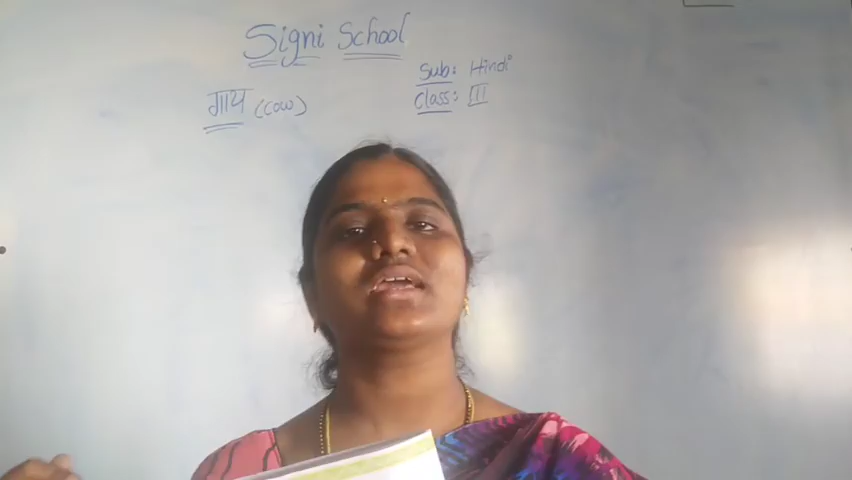 Signi School
Sub: Hindi
Class: III
गाय (cow)